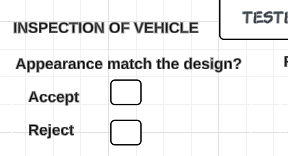 INSPECTION OF VEHICLE
Appearance match the design?
Accept
Reject